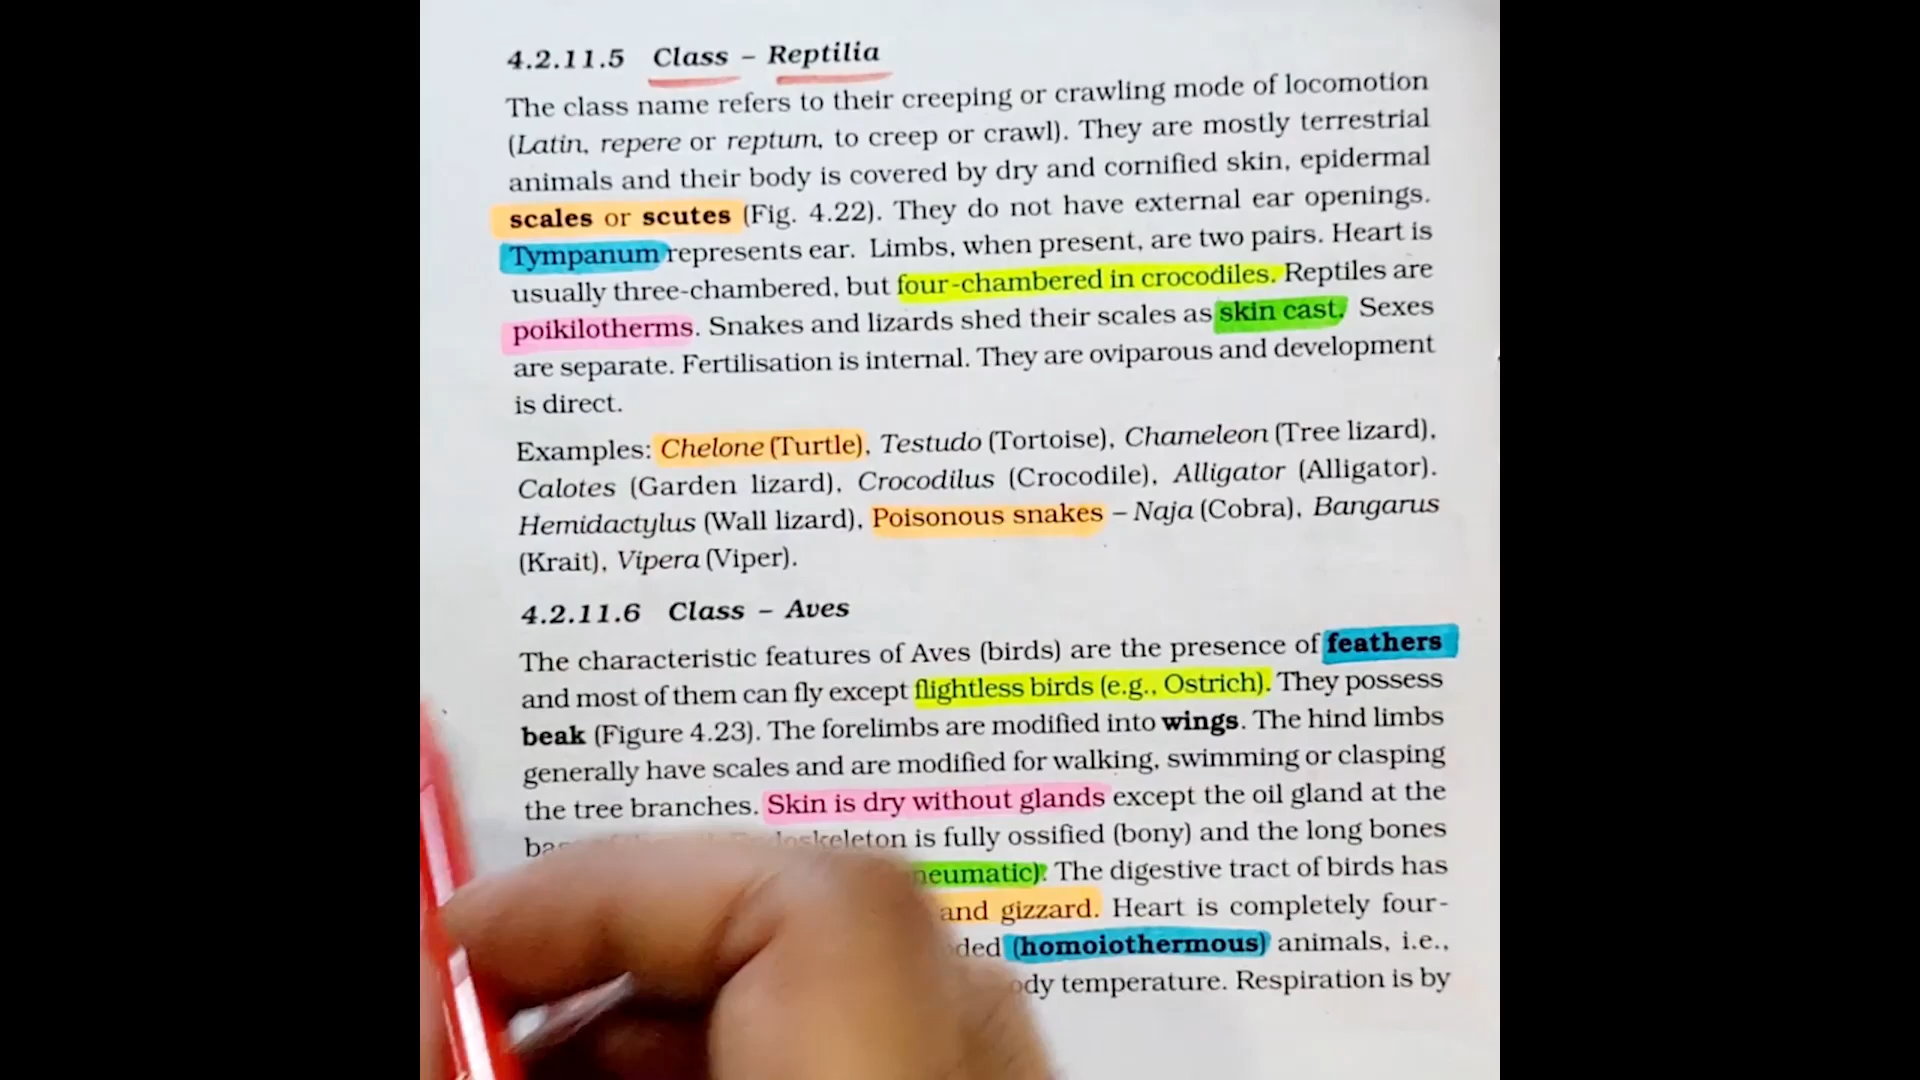 4.2.11.5 Class – Reptilia
The class name refers to their creeping or crawling mode of locomotion
(Latin, repere or reptum, to creep or crawl). They are mostly terrestrial
animals and their body is covered by dry and cornified skin, epidermal
scales or scutes (Fig. 4.22). They do not have external ear openings.
Tympanum represents ear. Limbs, when present, are two pairs. Heart is
usually three-chambered, but four-chambered in crocodiles. Reptiles are
poikilotherms. Snakes and lizards shed their scales as skin cast. Sexes
are separate. Fertilisation is internal. They are oviparous and development
is direct.
Examples: Chelone (Turtle), Testudo (Tortoise), Chameleon (Tree lizard),
Calotes (Garden lizard), Crocodilus (Crocodile), Alligator (Alligator).
Hemidactylus (Wall lizard), Poisonous snakes – Naja (Cobra), Bangarus
(Krait), Vipera (Viper).
4.2.11.6 Class – Aves
The characteristic features of Aves (birds) are the presence of feathers
and most of them can fly except flightless birds (e.g., Ostrich). They possess
beak (Figure 4.23). The forelimbs are modified into wings. The hind limbs
generally have scales and are modified for walking, swimming or clasping
the tree branches. Skin is dry without glands except the oil gland at the
is fully ossified (bony) and the long bones
The digestive tract of birds has
and gizzard. Heart is completely four-
(homoiothermous) animals, i.e.,
temperature. Respiration is by